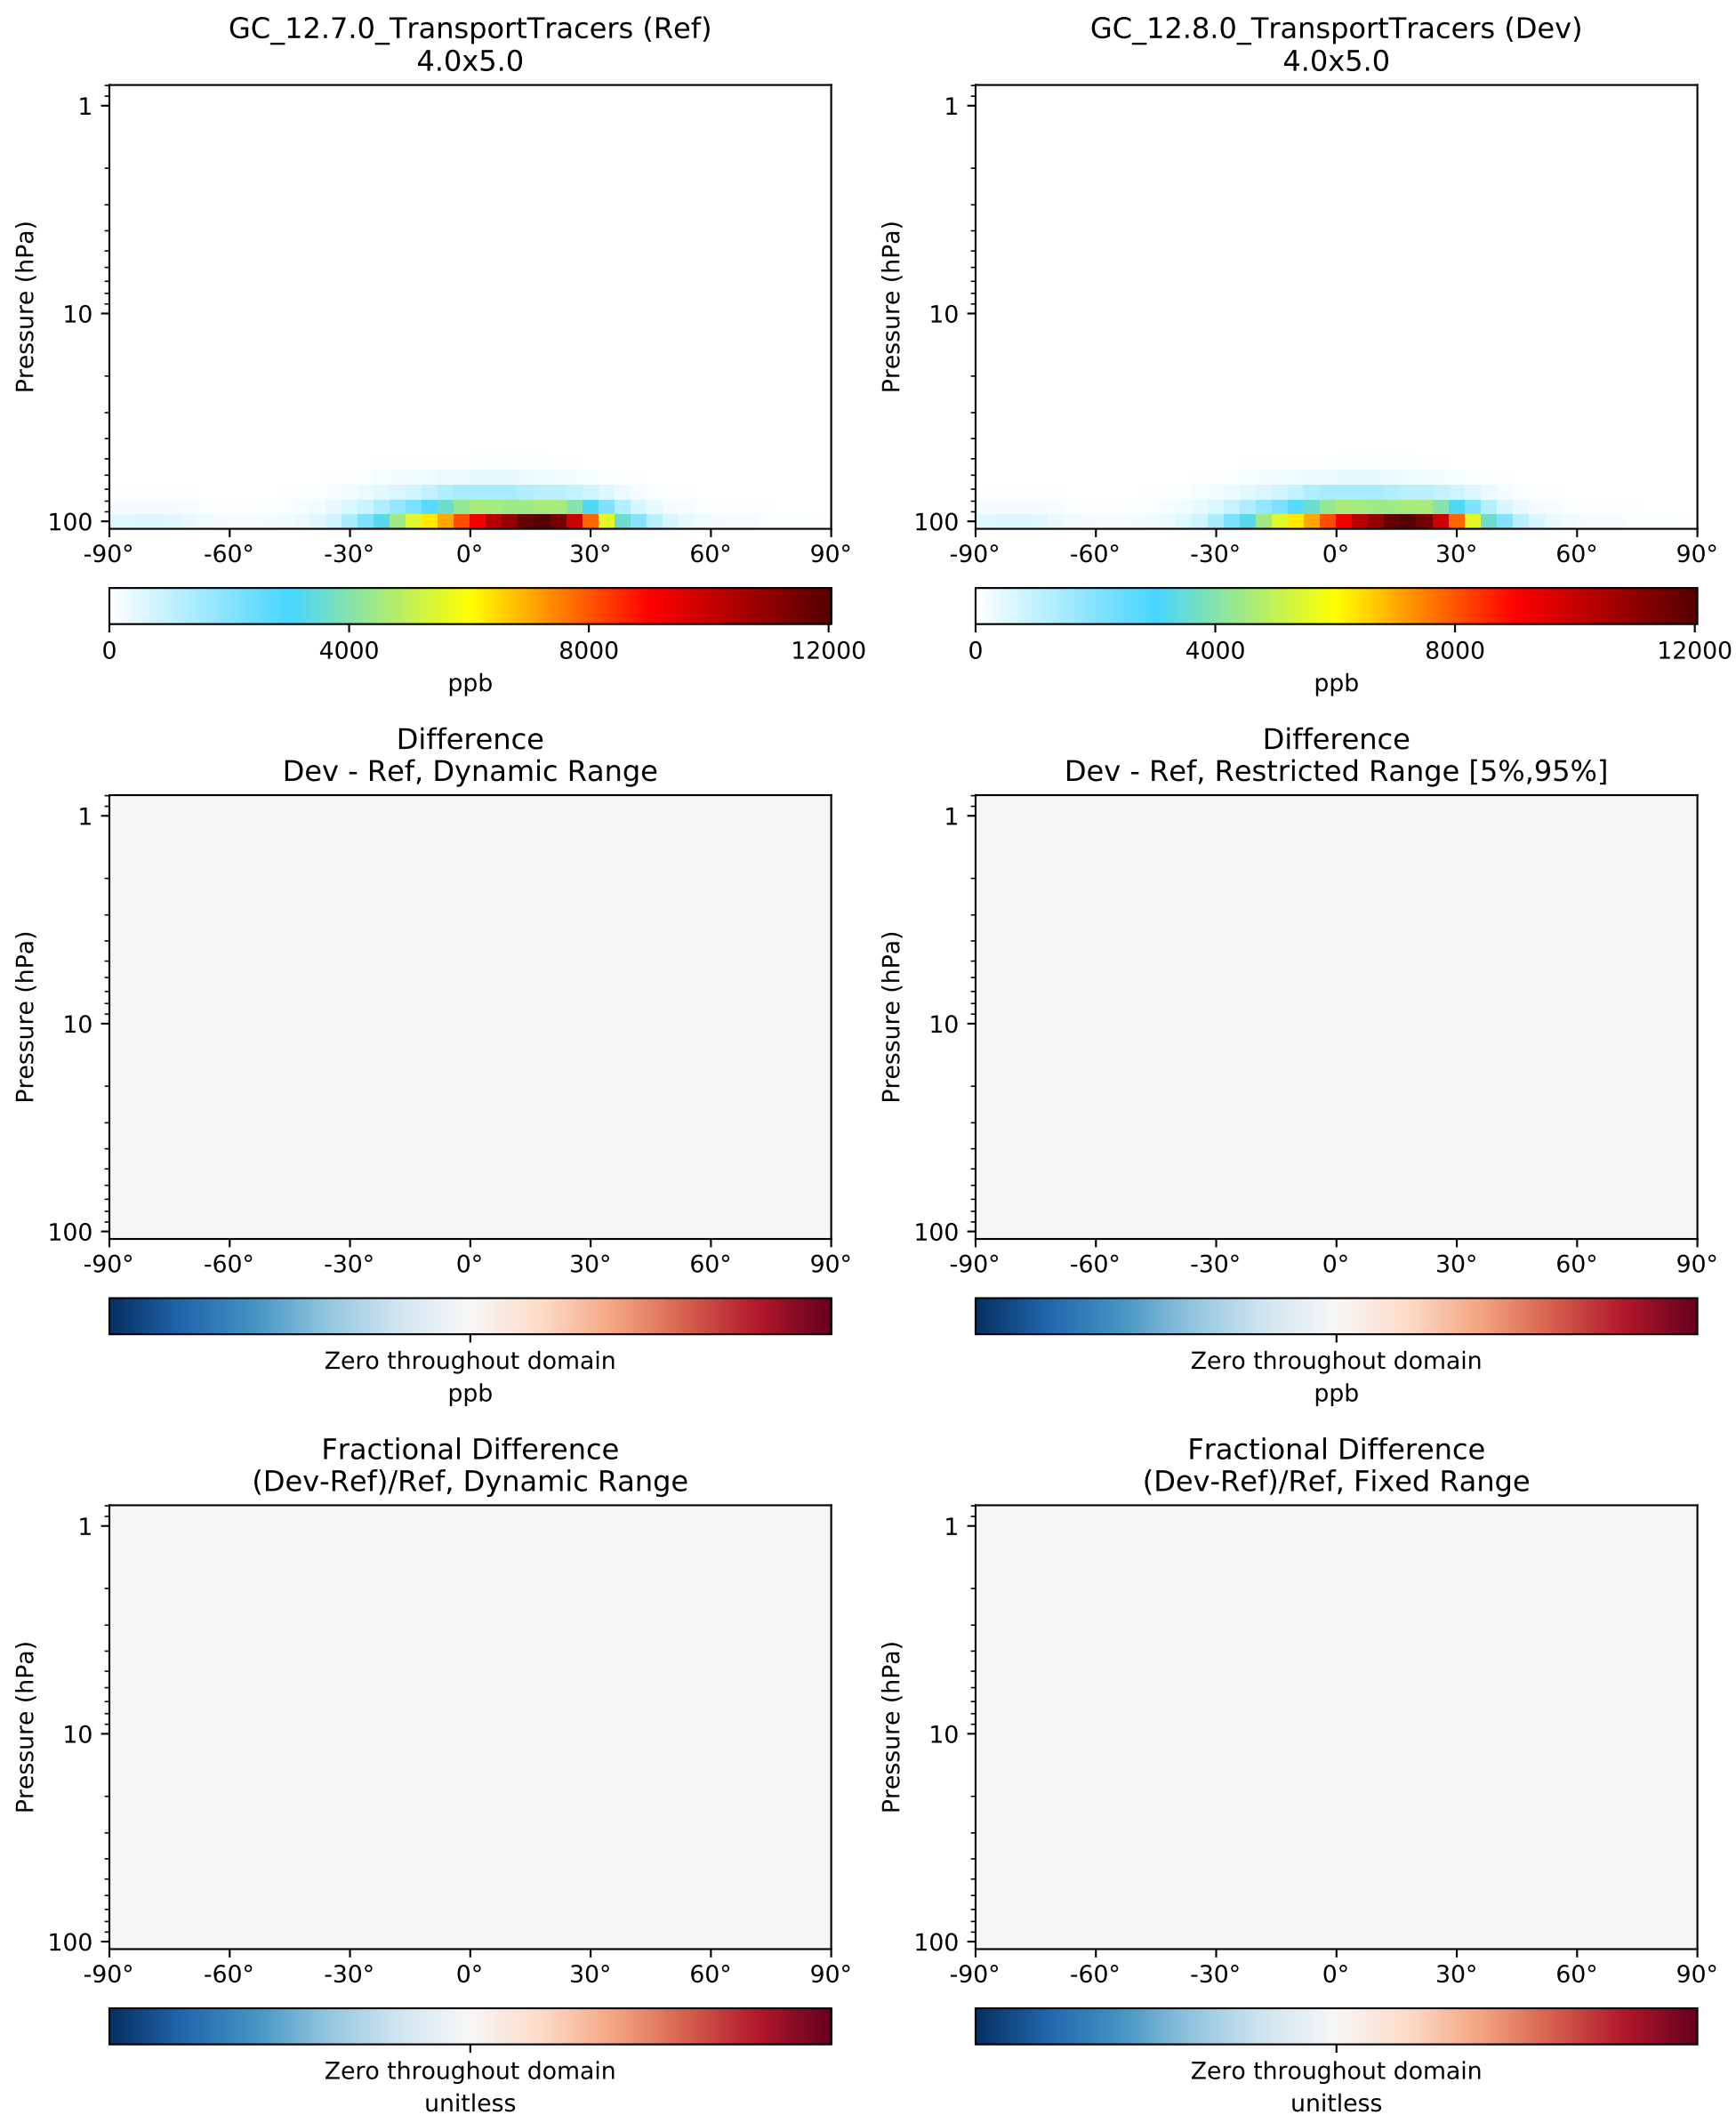 GC_12.7.0_TransportTracers (Ref)
4.0x5.0
Pressure (hPa)
1
10
100
-90° -60° -30° 0° 30° 60° 90°
0 4000 8000 12000
ppb
GC_12.8.0_TransportTracers (Dev)
4.0x5.0
Pressure (hPa)
1
10
100
-90° -60° -30° 0° 30° 60° 90°
0 4000 8000 12000
ppb
Difference
Dev - Ref, Dynamic Range
Pressure (hPa)
1
10
100
-90° -60° -30° 0° 30° 60° 90°
Zero throughout domain
ppb
Difference
Dev - Ref, Restricted Range [5%,95%]
Pressure (hPa)
1
10
100
-90° -60° -30° 0° 30° 60° 90°
Zero throughout domain
ppb
Fractional Difference
(Dev-Ref)/Ref, Dynamic Range
Pressure (hPa)
1
10
100
-90° -60° -30° 0° 30° 60° 90°
Zero throughout domain
unitless
Fractional Difference
(Dev-Ref)/Ref, Fixed Range
Pressure (hPa)
1
10
100
-90° -60° -30° 0° 30° 60° 90°
Zero throughout domain
unitless